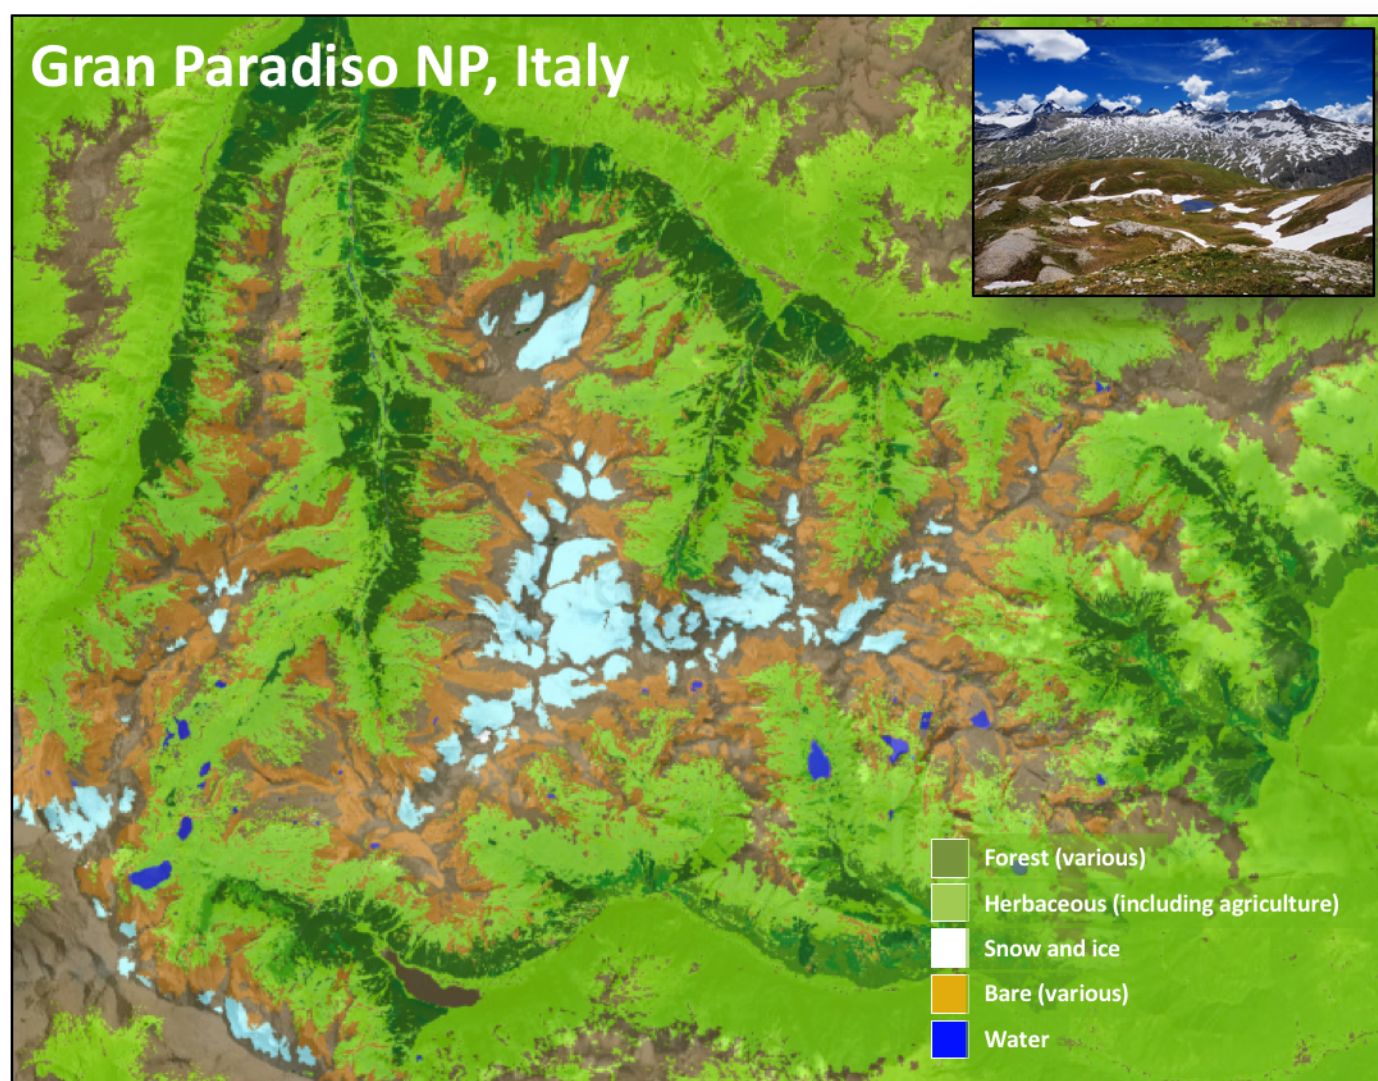 Gran Paradiso NP, Italy
Forest (various)
Herbaceous (including agriculture)
Snow and ice
Bare (various)
Water